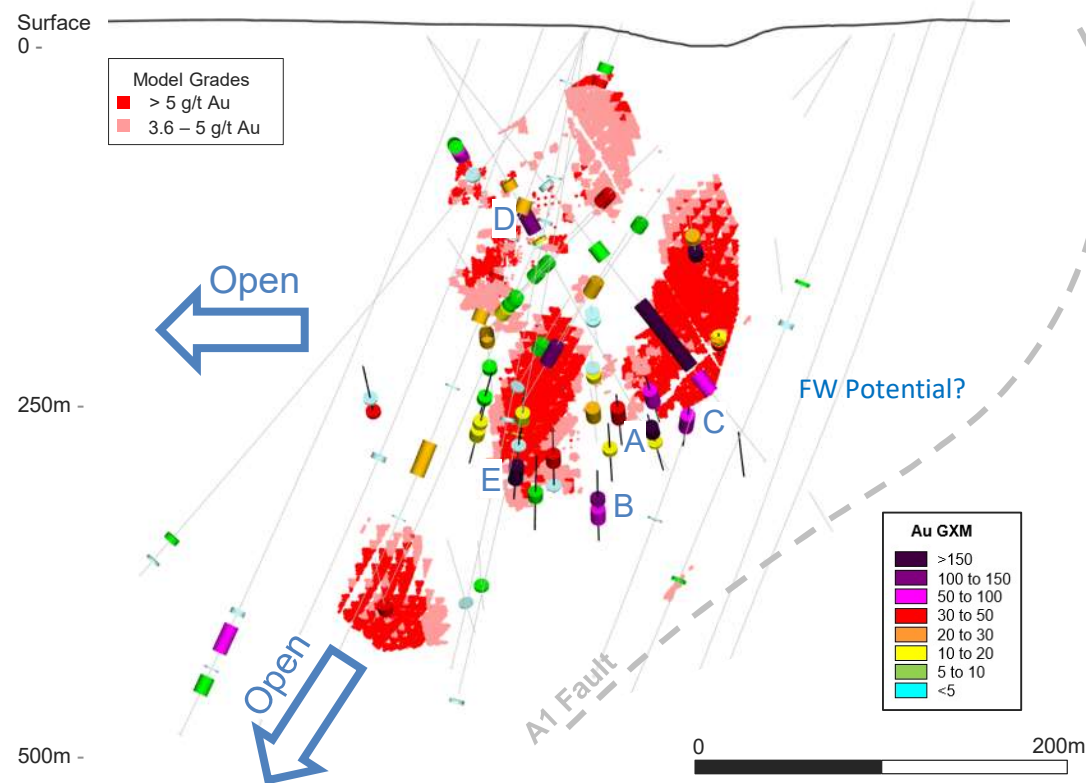 Surface
0 -
Model Grades
> 5 g/t Au
3.6 – 5 g/t Au
D
Open
250m -
FW Potential?
A
C
E
B
Au GXM
>150
100 to 150
50 to 100
30 to 50
20 to 30
10 to 20
5 to 10
<5
Open
A1 Fault
500m -
0
200m